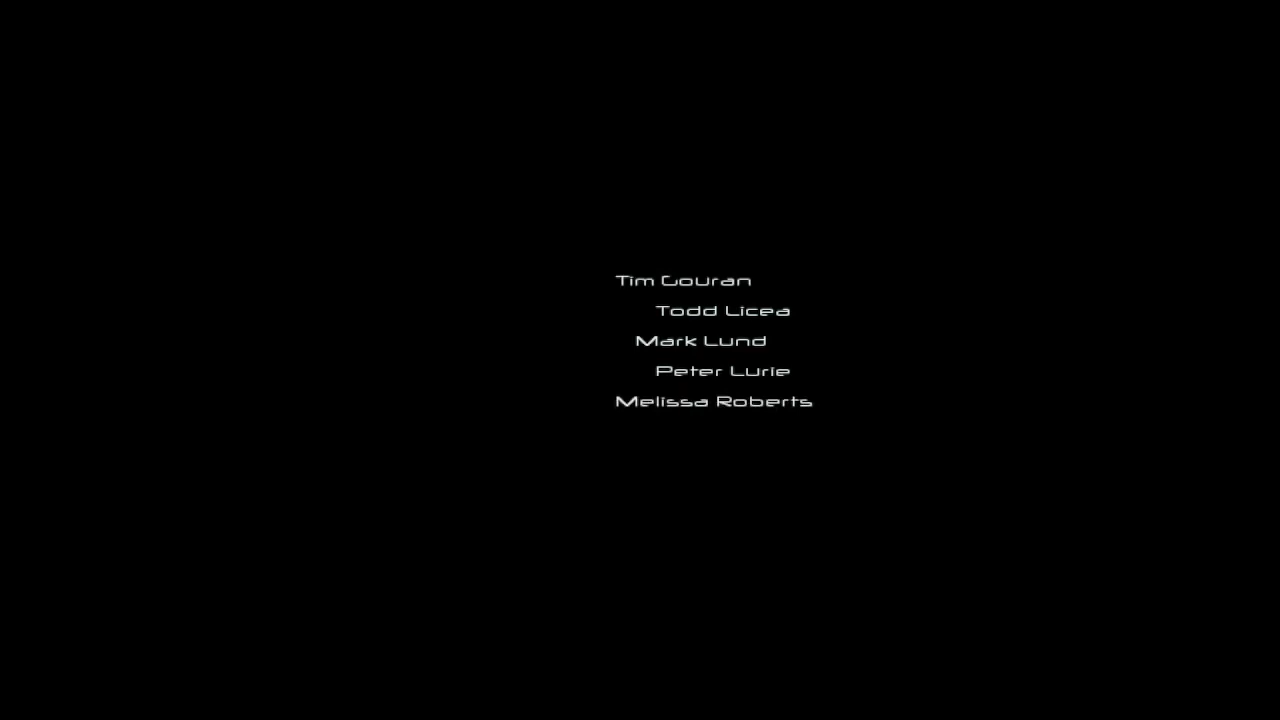 Tim Gouran
Todd Licea
Mark Lund
Peter Lurie
Melissa Roberts